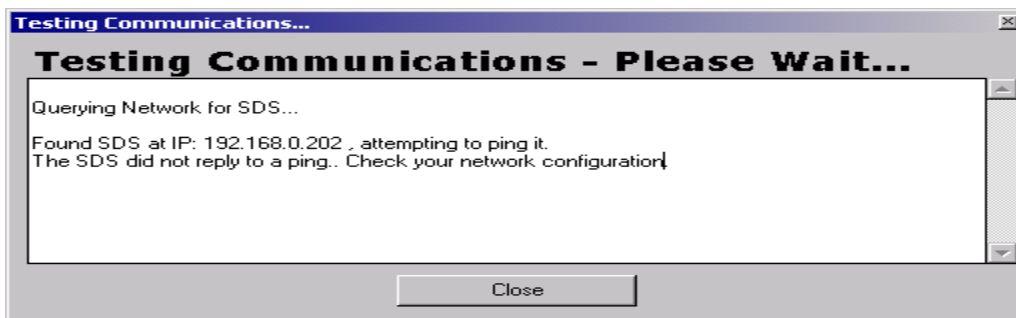 Testing Communications...
Testing Communications - Please Wait...
Querying Network for SDS...
Found SDS at IP: 192.168.0.202 , attempting to ping it.
The SDS did not reply to a ping.. Check your network configuration.
Close